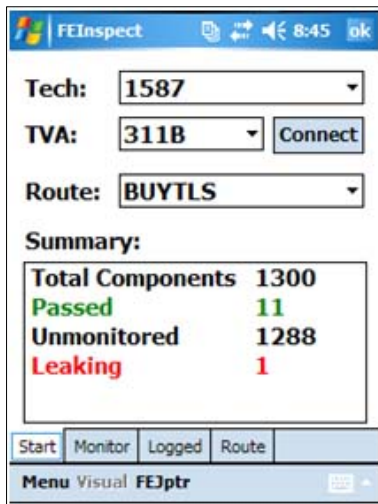 FEInspect 8:45 ok
Tech: 1587
TVA: 311B Connect
Route: BUYTLS
Summary:
Total Components 1300
Passed 11
Unmonitored 1288
Leaking 1
Start Monitor Logged Route
Menu Visual FEJptr